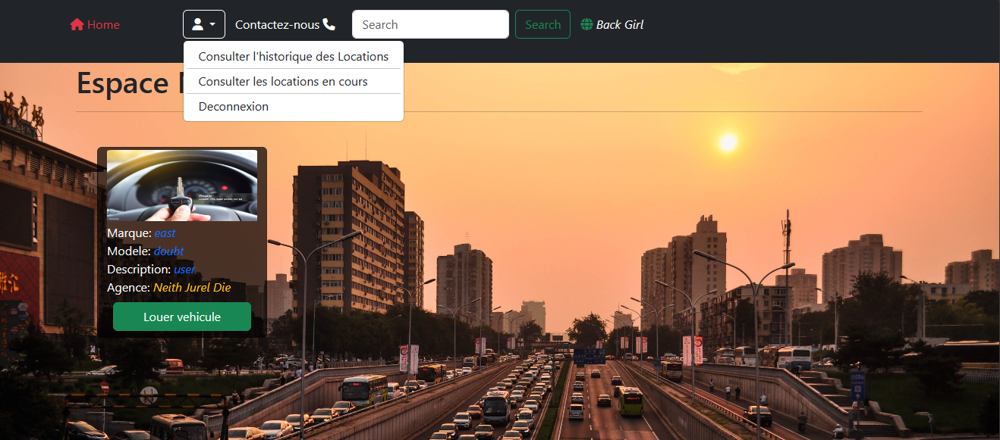 Home
Contactez-nous
Search
Search
Back Girl
Consulter l'historique des Locations
Consulter les locations en cours
Deconnexion
Espace
iStock
Marque: east
Modele: doubt
Description: user
Agence: Neith Jurel Die
Louer vehicule